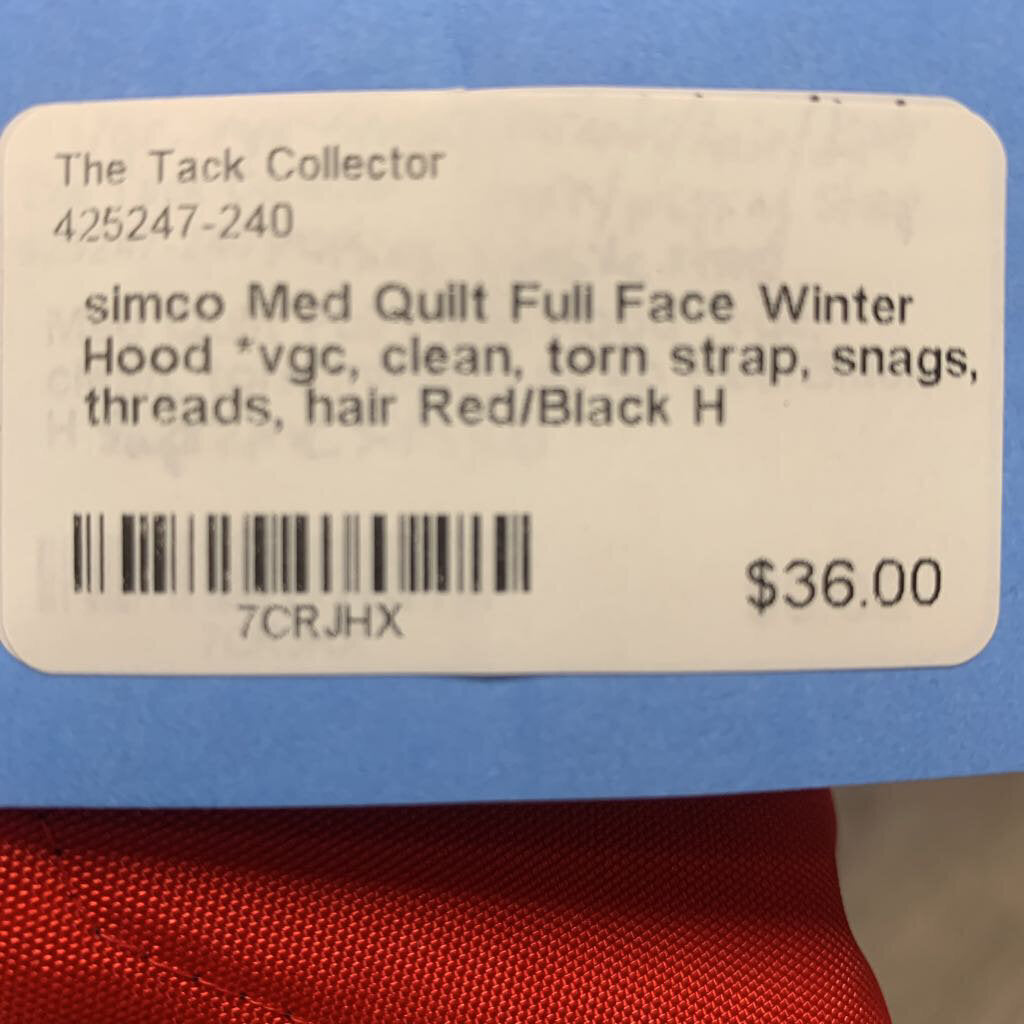 The Tack Collector
425247-240
simco Med Quilt Full Face Winter
Hood *vgc, clean, torn strap, snags,
threads, hair Red/Black H
7CRJHX
$36.00